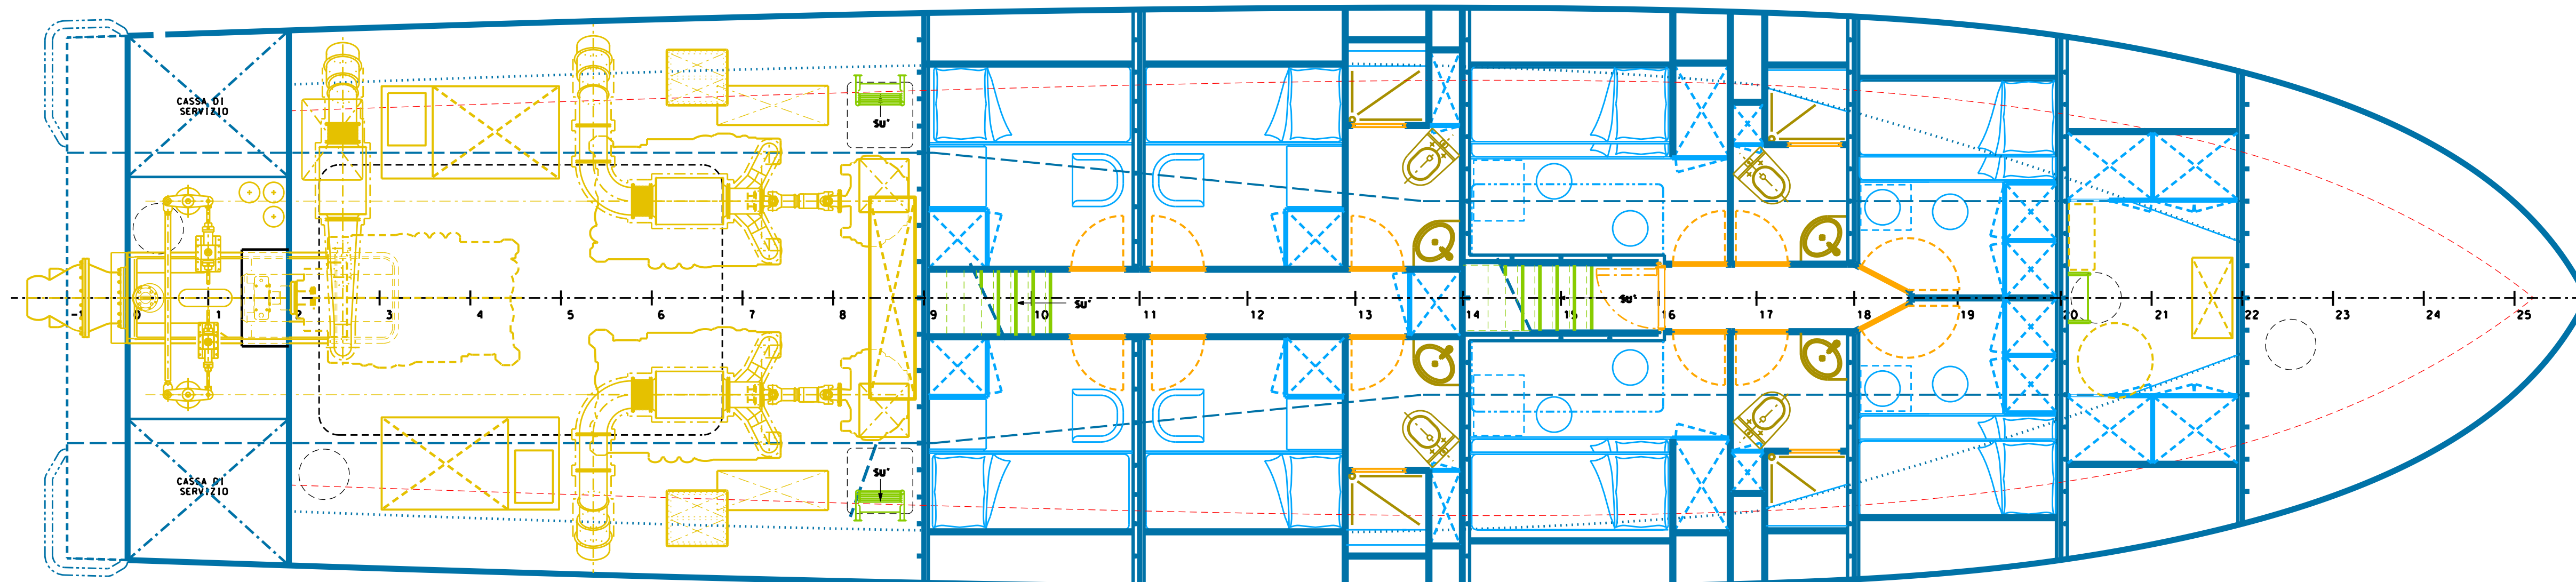 CASSA DI
SERVIZIO
SU'
SU'
SU'
-1 0 1 2 3 4 5 6 7 8 9 10 11 12 13 14 15 16 17 18 19 20 21 22 23 24 25
SU'
CASSA DI
SERVIZIO